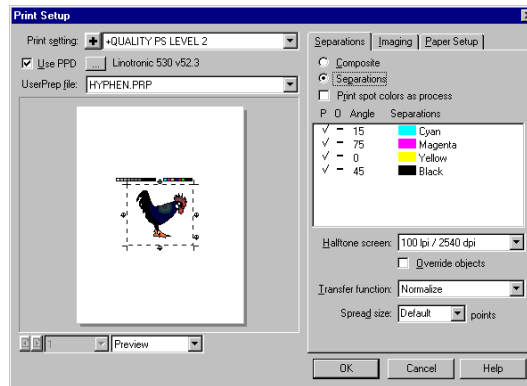 Print Setup
Print setting: +QUALITY PS LEVEL 2
Use PPD ... Linotronic 530 v52.3
UserPrep file: HYPHEN.PRP
1 Preview
Separations Imaging Paper Setup
Composite
Separations
Print spot colors as process
P O Angle Separations
15 Cyan
75 Magenta
0 Yellow
45 Black
Halftone screen: 100 lpi / 2540 dpi
Override objects
Transfer function: Normalize
Spread size: Default points
OK Cancel Help